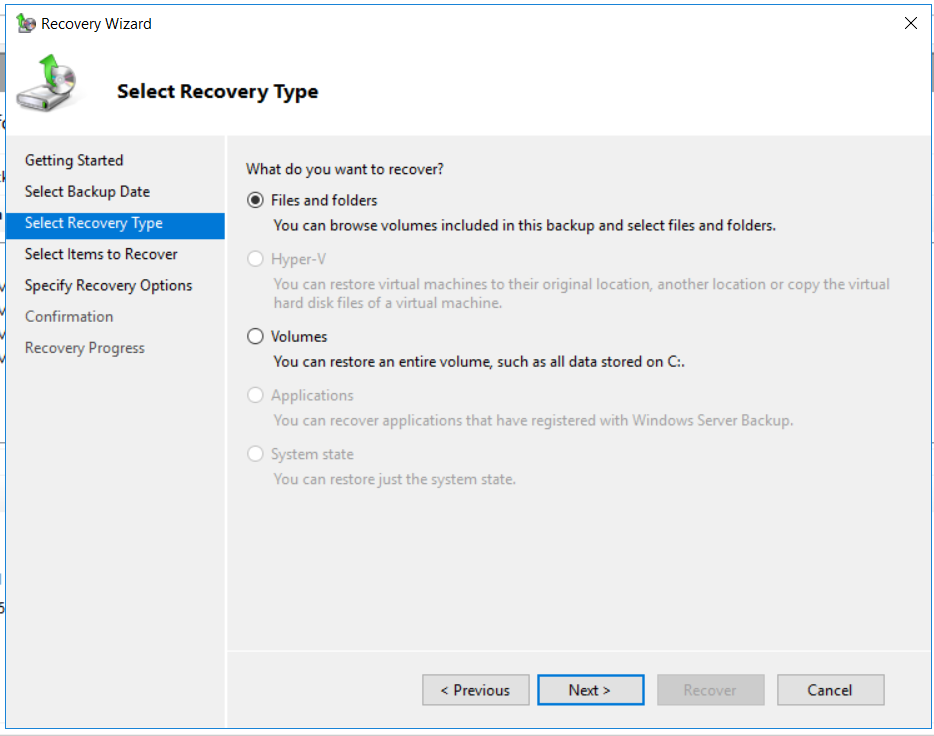 Recovery Wizard
Select Recovery Type
Getting Started
Select Backup Date
Select Recovery Type
Select Items to Recover
Specify Recovery Options
Confirmation
Recovery Progress
What do you want to recover?
Files and folders
You can browse volumes included in this backup and select files and folders.
Hyper-V
You can restore virtual machines to their original location, another location or copy the virtual
hard disk files of a virtual machine.
Volumes
You can restore an entire volume, such as all data stored on C:.
Applications
You can recover applications that have registered with Windows Server Backup.
System state
You can restore just the system state.
< Previous
Next >
Recover
Cancel